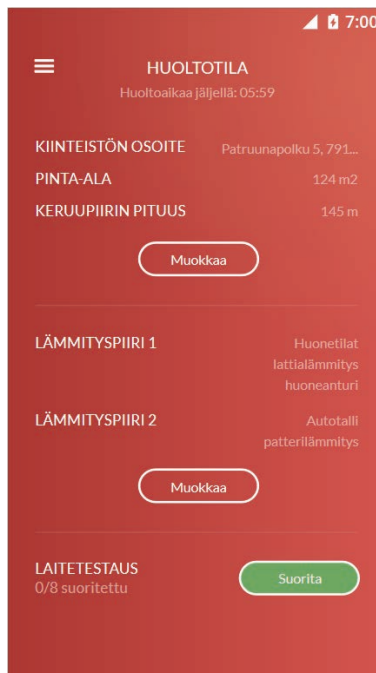 7:00
HUOLTOTILA
Huoltoaikaa jäljellä: 05:59
KIINTEISTÖN OSOITE Patruunapolku 5, 791...
PINTA-ALA 124 m2
KERUUPIIRIN PITUUS 145 m
Muokkaa
LÄMMITYSPIIRI 1 Huonetilat
lattialämmitys
huoneanturi
LÄMMITYSPIIRI 2 Autotalli
patterilämmitys
Muokkaa
LAITETESTAUS
0/8 suoritettu
Suorita